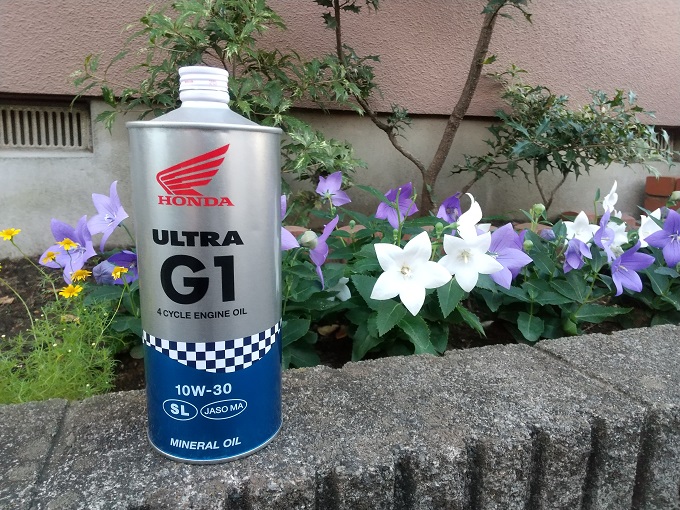 HONDA
ULTRA
G1
4 CYCLE ENGINE OIL
10W-30
SL JASO MA
MINERAL OIL